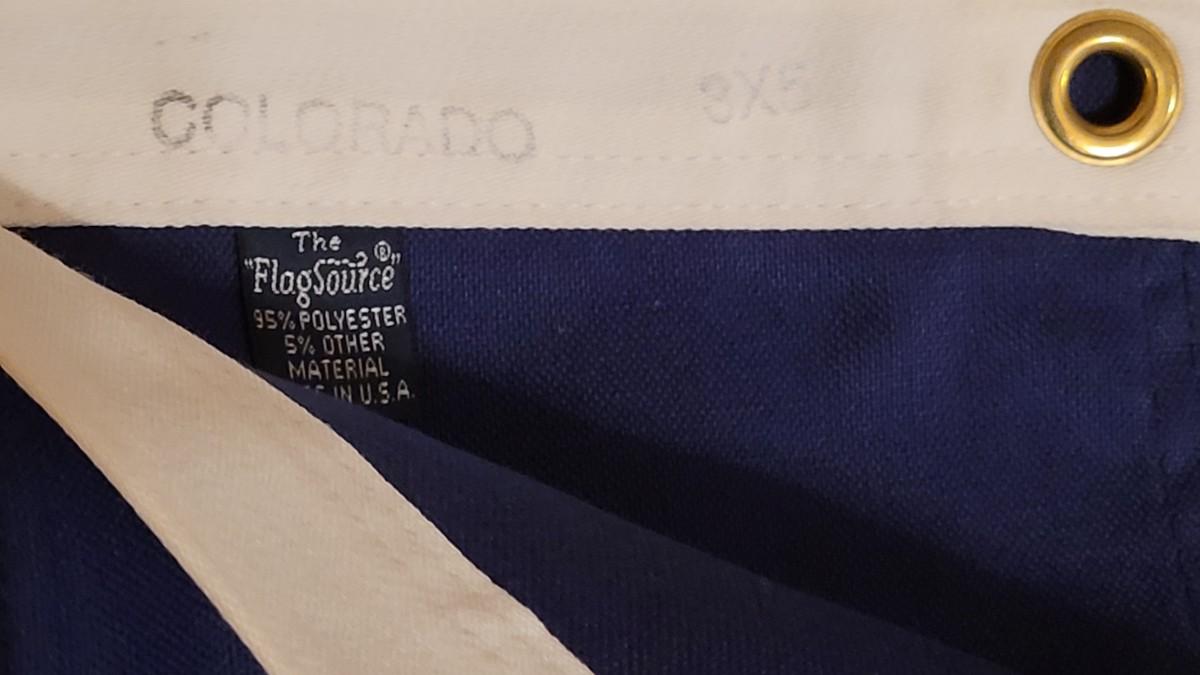 COLORADO 3X5
The
"FlagSource®"
95% POLYESTER
5% OTHER
MATERIAL
IN U.S.A.